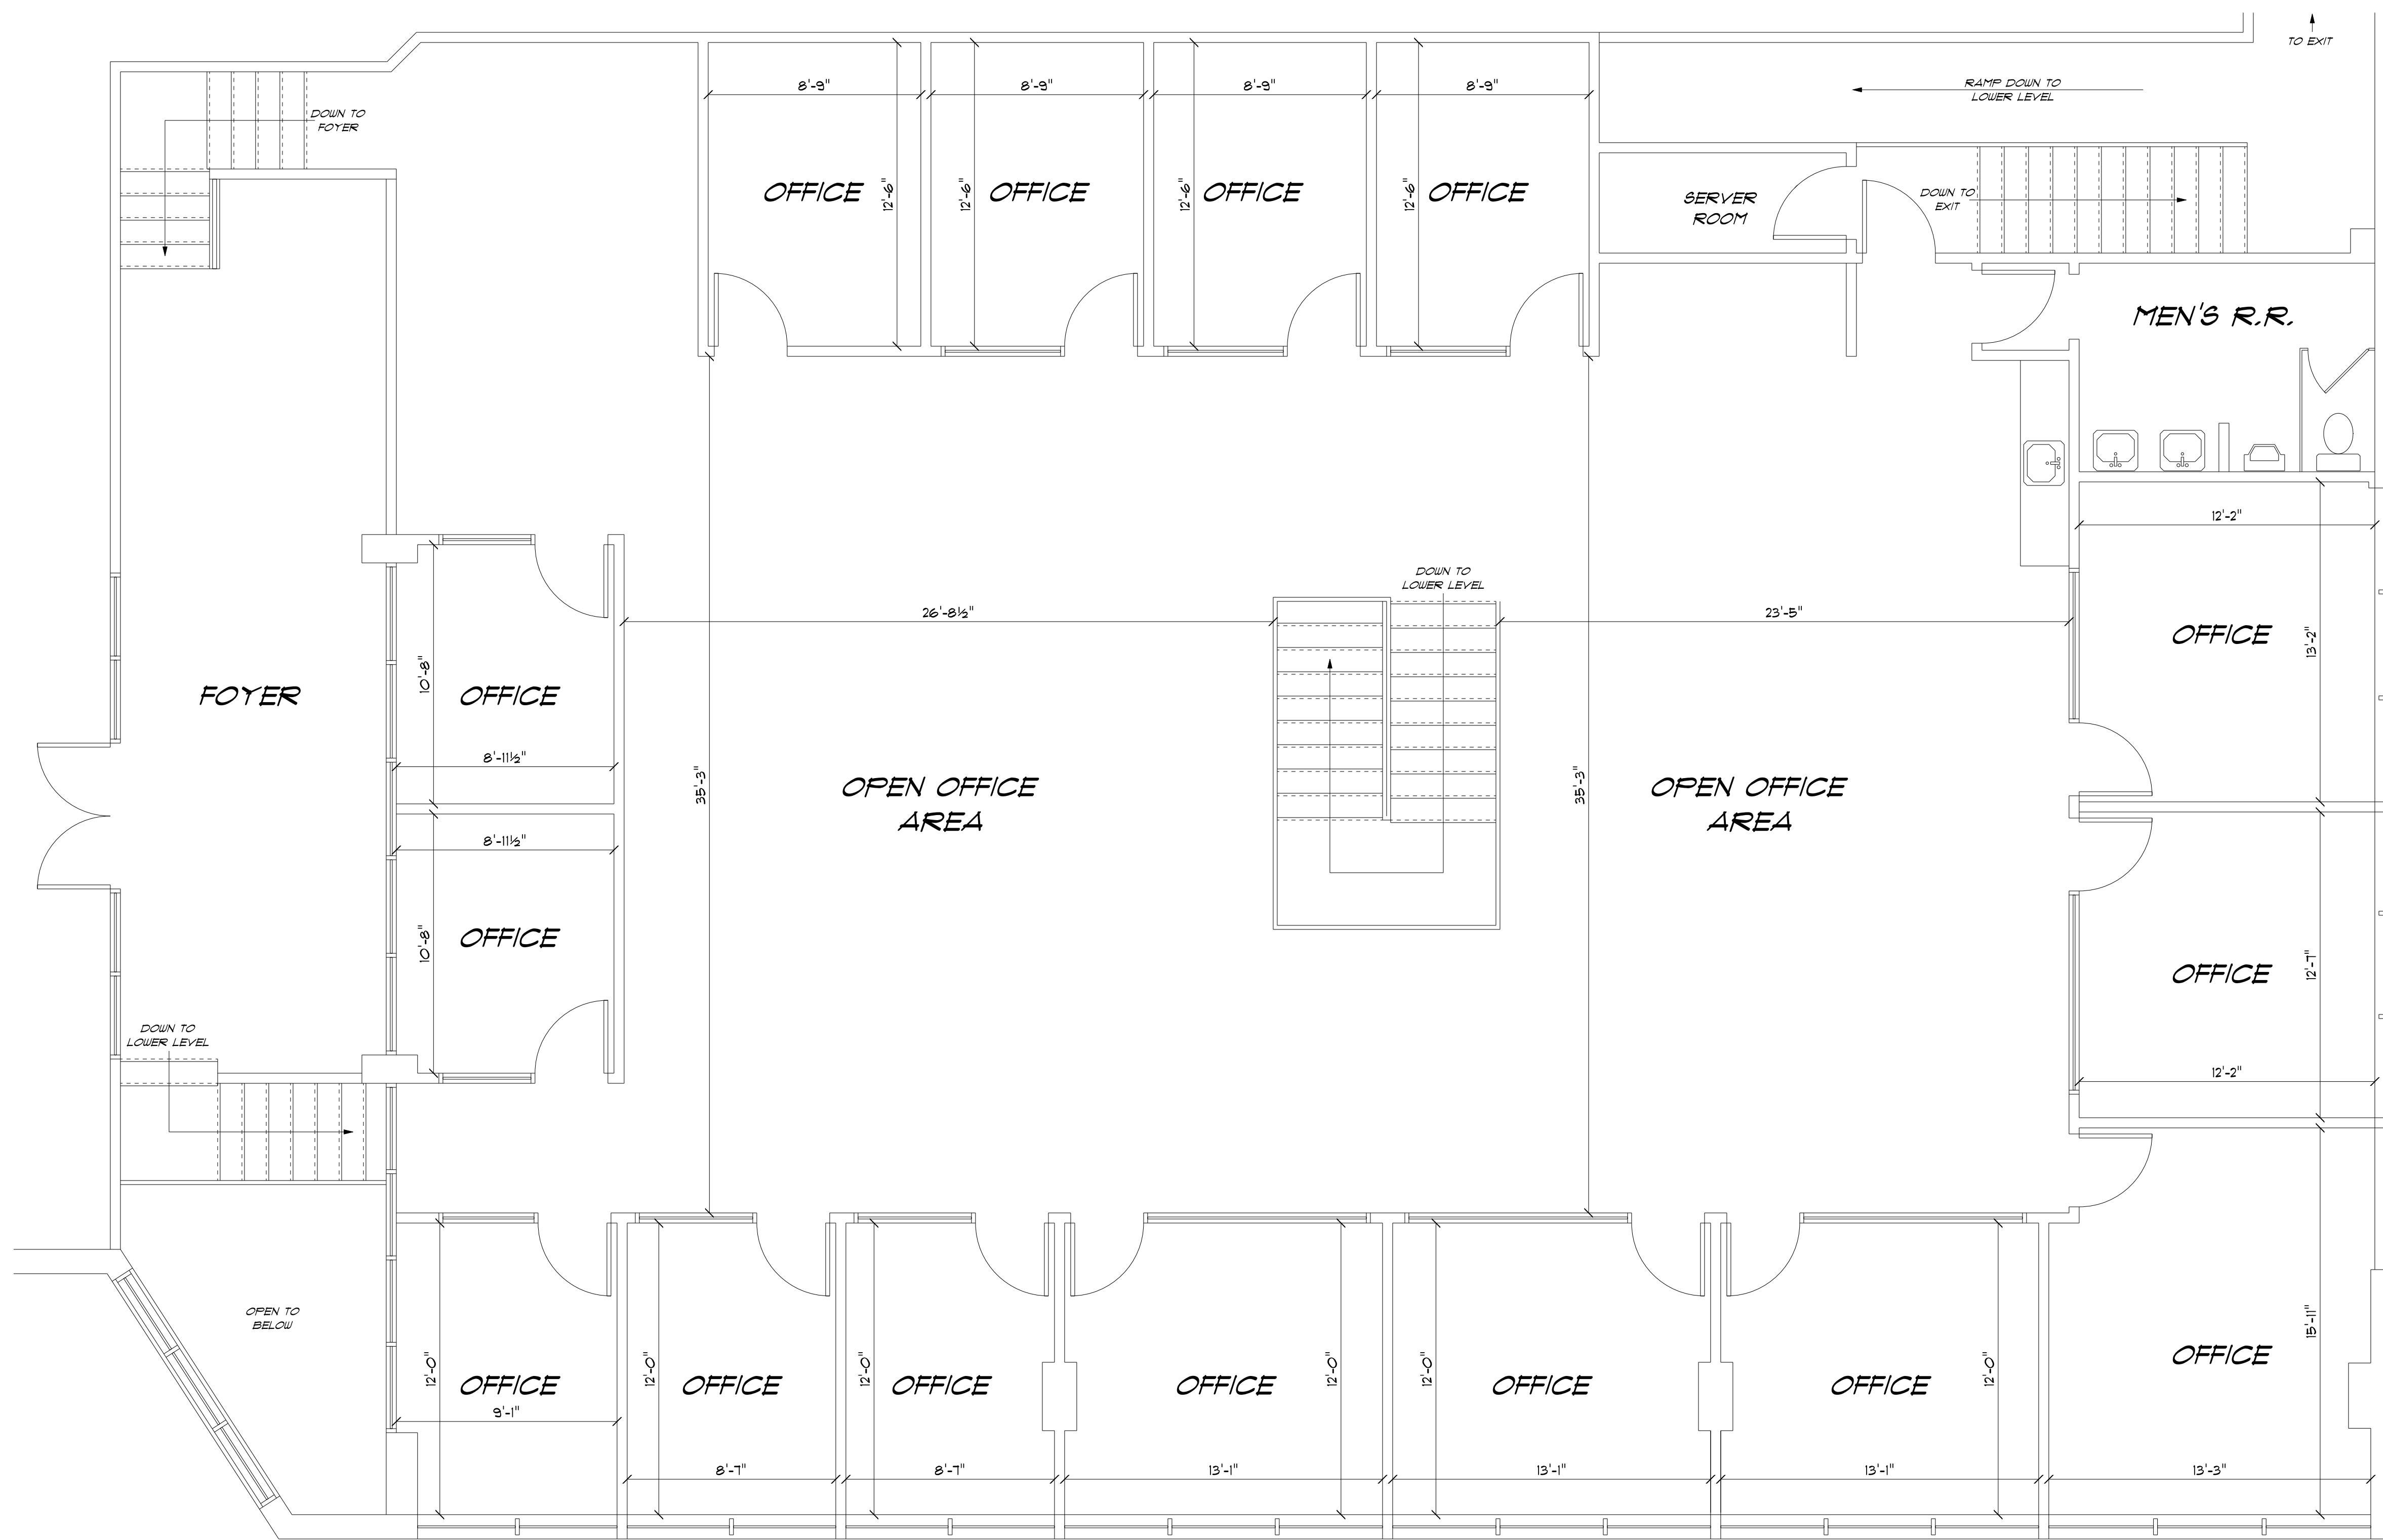 TO EXIT
RAMP DOWN TO
LOWER LEVEL
8'-9"
8'-9"
8'-9"
8'-9"
DOWN TO
FOYER
OFFICE
12'-6"
12'-6"
OFFICE
12'-6"
OFFICE
12'-6"
OFFICE
SERVER
ROOM
DOWN TO
EXIT
MEN'S R.R.
12'-2"
DOWN TO
LOWER LEVEL
26'-8½"
23'-5"
OFFICE
13'-2"
FOYER
10'-8"
OFFICE
8'-11½"
35'-3"
OPEN OFFICE
AREA
35'-3"
OPEN OFFICE
AREA
8'-11½"
10'-8"
OFFICE
OFFICE
12'-7"
DOWN TO
LOWER LEVEL
12'-2"
OPEN TO
BELOW
15'-11"
OFFICE
12'-0"
OFFICE
12'-0"
OFFICE
12'-0"
OFFICE
OFFICE
12'-0"
12'-0"
OFFICE
OFFICE
12'-0"
9'-1"
8'-7"
8'-7"
13'-1"
13'-1"
13'-1"
13'-3"